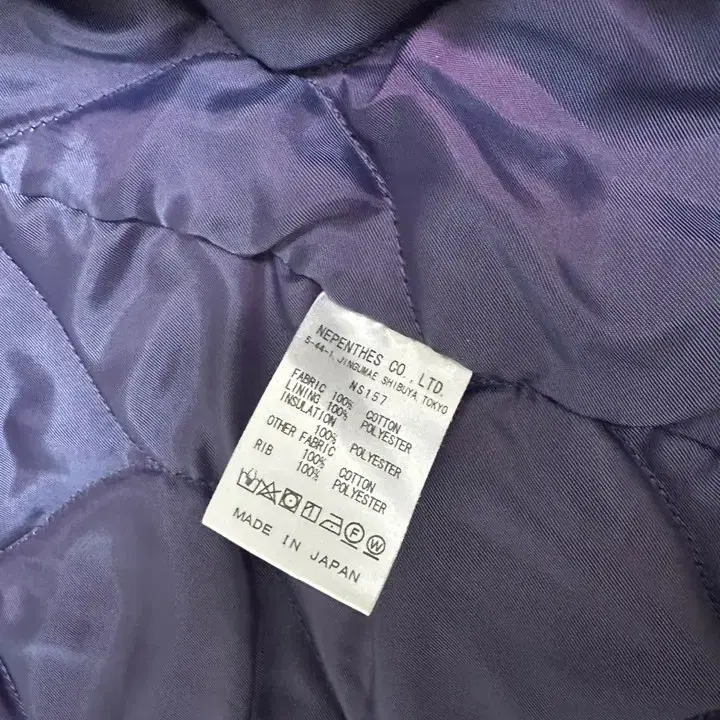 NEPENTHES CO., LTD.
5-44-1, JINGUMAE SHIBUYA, TOKYO
NS157
FABRIC 100% COTTON
LINING 100% POLYESTER
INSULATION
100% POLYESTER
OTHER FABRIC
100% COTTON
RIB 100% POLYESTER
F W
MADE IN JAPAN